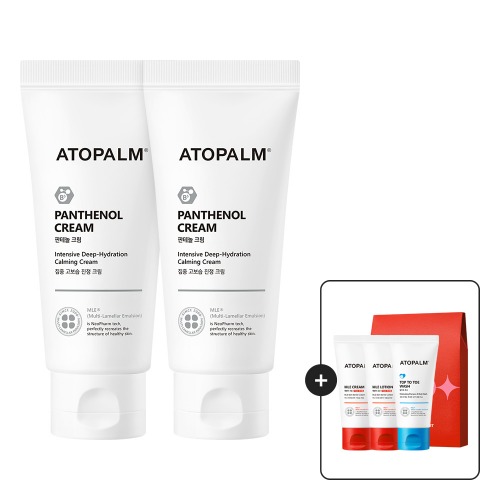 ATOPALM®
B5
PANTHENOL
CREAM
판테놀 크림
Intensive Deep-Hydration
Calming Cream
집중 고보습 진정 크림
MLE®
(Multi-Lamellar Emulsion)
is NeoPharm tech,
perfectly recreates the
structure of healthy skin.
ATOPALM®
B5
PANTHENOL
CREAM
판테놀 크림
Intensive Deep-Hydration
Calming Cream
집중 고보습 진정 크림
MLE®
(Multi-Lamellar Emulsion)
is NeoPharm tech,
perfectly recreates the
structure of healthy skin.
+
ATOPALM
MLE CREAM
MLE LOTION
ATOPALM
TOP TO TOE
WASH